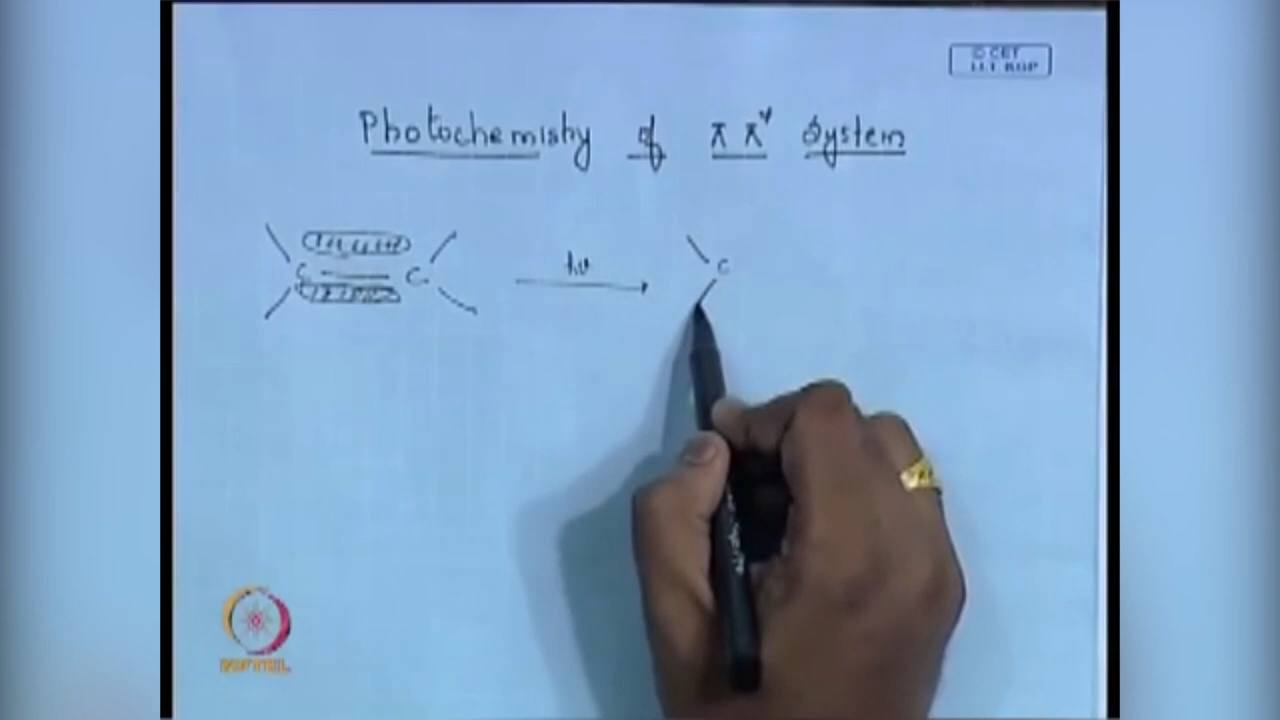 © CET
I.I.T. KGP
Photochemistry of π π* System
C C hν C
NPTEL